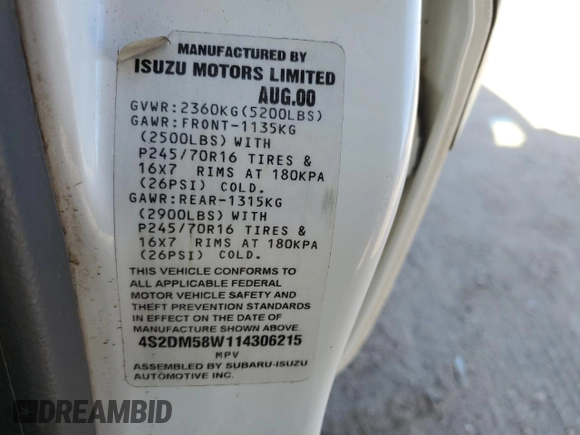 MANUFACTURED BY
ISUZU MOTORS LIMITED
AUG.00
GVWR:2360KG(5200LBS)
GAWR:FRONT-1135KG
(2500LBS) WITH
P245/70R16 TIRES &
16X7 RIMS AT 180KPA
(26PSI) COLD.
GAWR:REAR-1315KG
(2900LBS) WITH
P245/70R16 TIRES &
16X7 RIMS AT 180KPA
(26PSI) COLD.
THIS VEHICLE CONFORMS TO
ALL APPLICABLE FEDERAL
MOTOR VEHICLE SAFETY AND
THEFT PREVENTION STANDARDS
IN EFFECT ON THE DATE OF
MANUFACTURE SHOWN ABOVE.
4S2DM58W114306215
MPV
ASSEMBLED BY SUBARU-ISUZU
AUTOMOTIVE INC.
DREAMBID